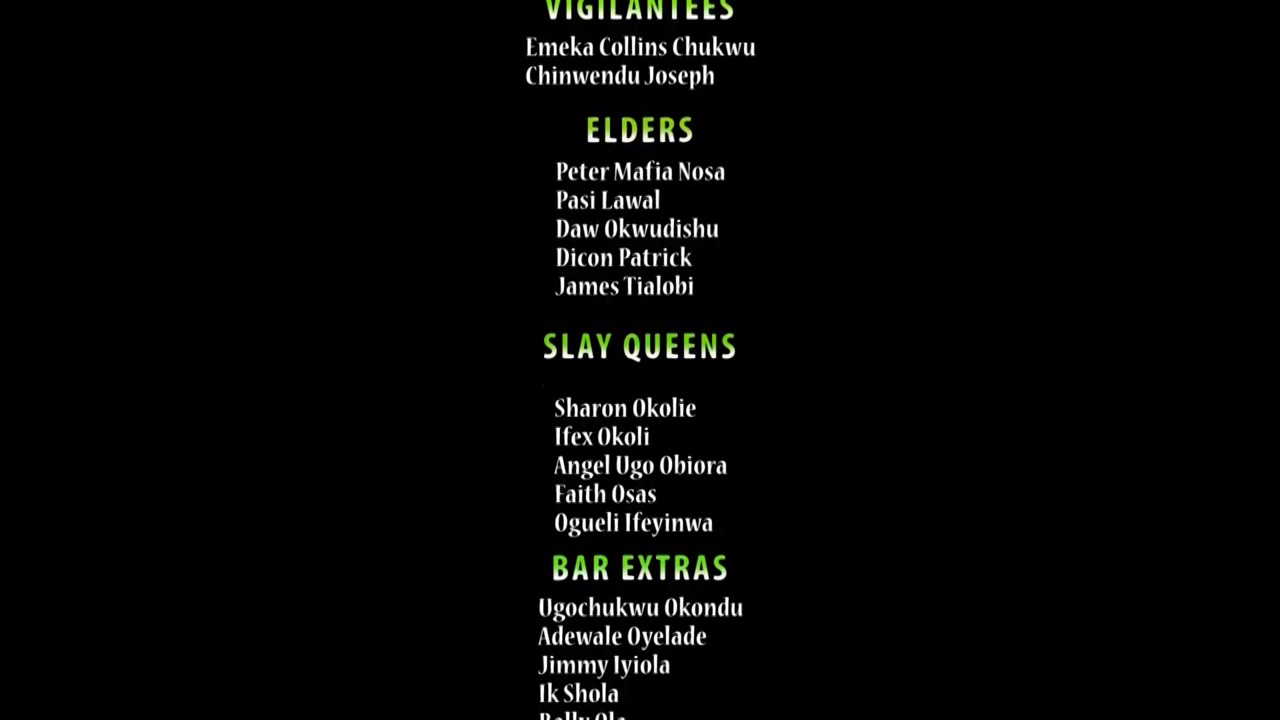 VIGILANTEES
Emeka Collins Chukwu
Chinwendu Joseph
ELDERS
Peter Mafia Nosa
Pasi Lawal
Daw Okwudishu
Dicon Patrick
James Tialobi
SLAY QUEENS
Sharon Okolie
Ifex Okoli
Angel Ugo Obiora
Faith Osas
Ogueli Ifeyinwa
BAR EXTRAS
Ugochukwu Okondu
Adewale Oyelade
Jimmy Iyiola
Ik Shola